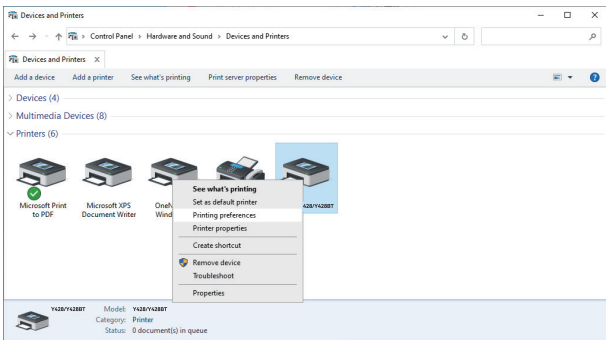 Devices and Printers
Control Panel > Hardware and Sound > Devices and Printers
Devices and Printers X
Add a device Add a printer See what's printing Print server properties Remove device
Devices (4)
Multimedia Devices (8)
Printers (6)
Microsoft Print to PDF
Microsoft XPS Document Writer
See what's printing
Set as default printer
Printing preferences
Printer properties
Create shortcut
Remove device
Troubleshoot
Properties
Y428/Y428BT Model: Y428/Y428BT
Category: Printer
Status: 0 document(s) in queue